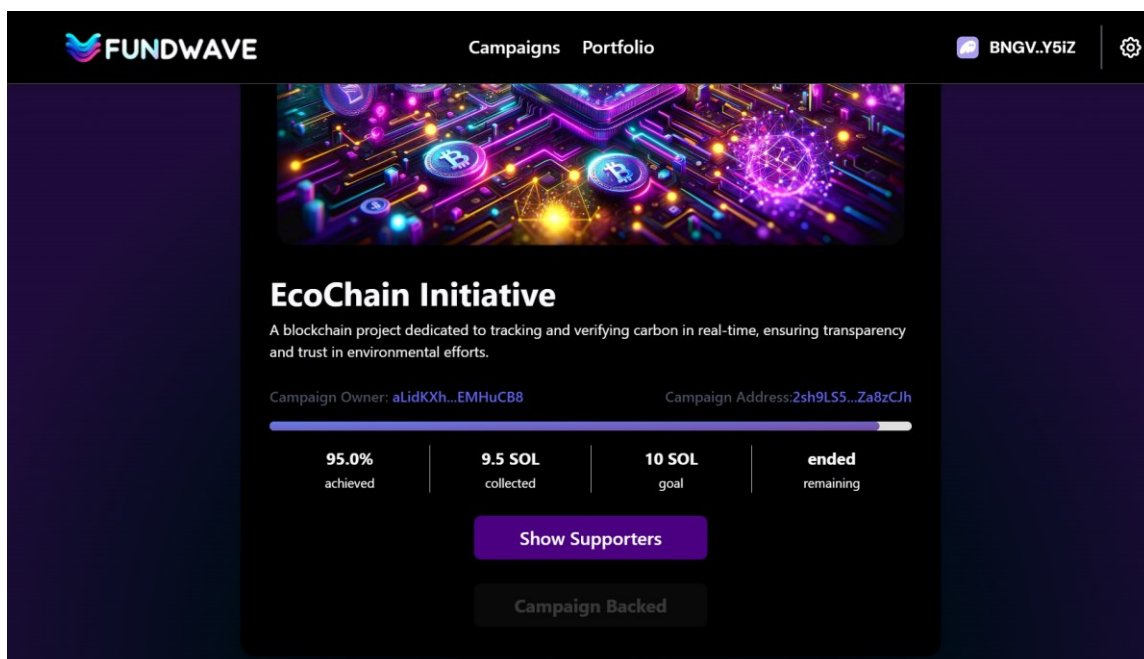 FUNDWAVE Campaigns Portfolio BNGV..Y5iZ
EcoChain Initiative
A blockchain project dedicated to tracking and verifying carbon in real-time, ensuring transparency
and trust in environmental efforts.
Campaign Owner: aLidKXh...EMHuCB8 Campaign Address:2sh9LS5...Za8zCJh
95.0% 9.5 SOL 10 SOL ended
achieved collected goal remaining
Show Supporters
Campaign Backed